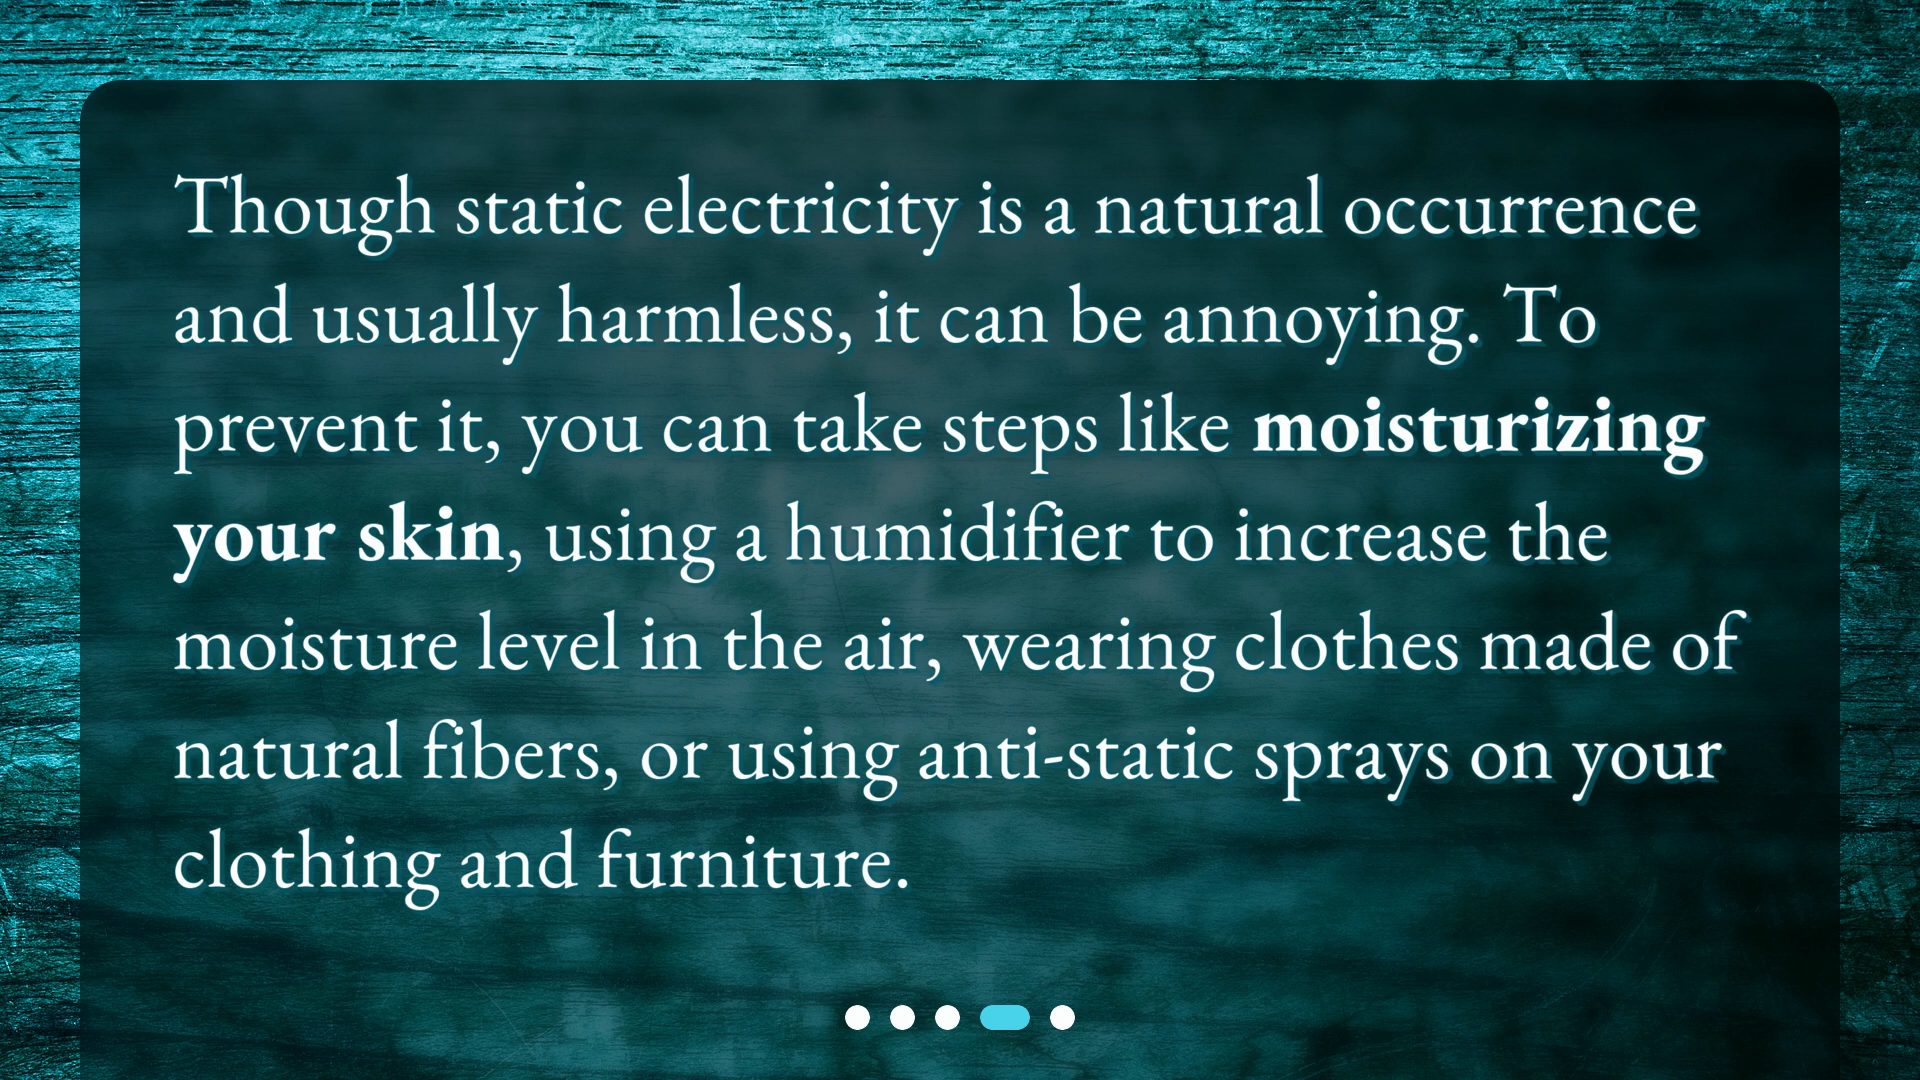 Though static electricity is a natural occurrence
and usually harmless, it can be annoying. To
prevent it, you can take steps like moisturizing
your skin, using a humidifier to increase the
moisture level in the air, wearing clothes made of
natural fibers, or using anti-static sprays on your
clothing and furniture.